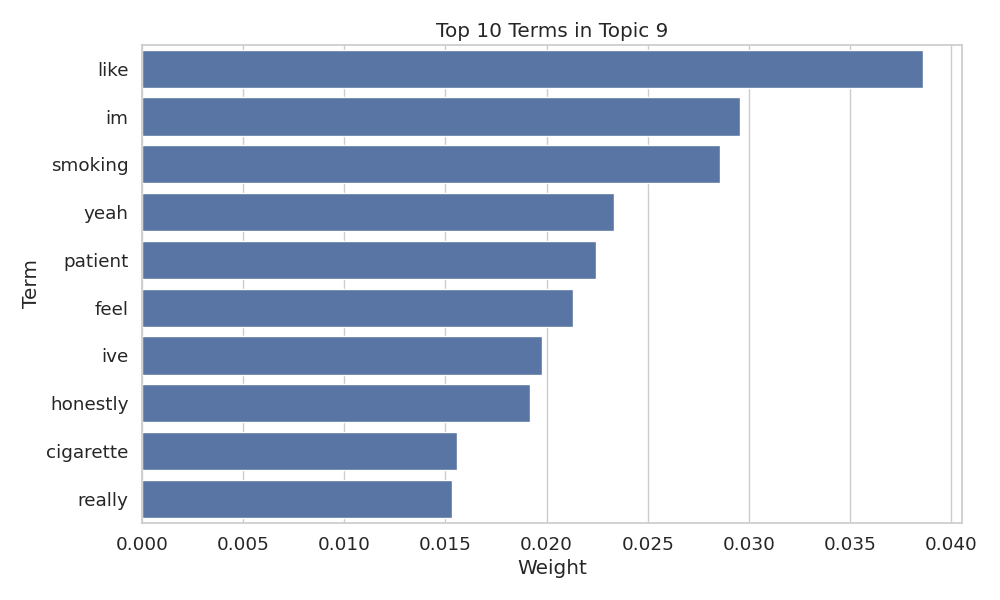 Top 10 Terms in Topic 9
like
im
smoking
yeah
patient
feel
ive
honestly
cigarette
really
Term
0.000 0.005 0.010 0.015 0.020 0.025 0.030 0.035 0.040
Weight